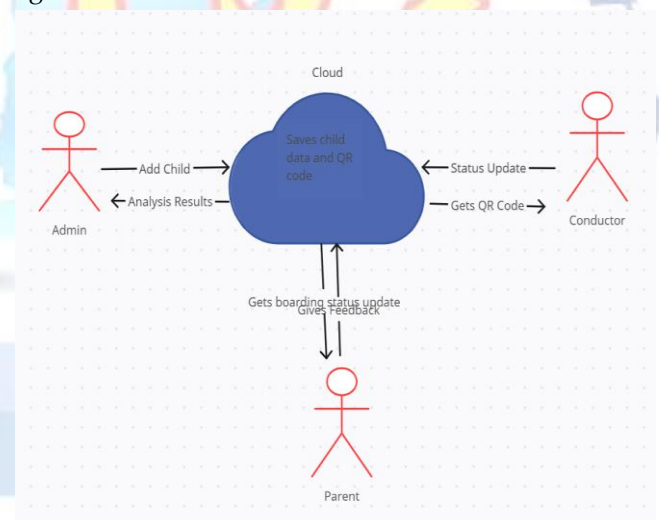 Cloud
Saves child
data and QR
code
Add Child
Analysis Results
Admin
Status Update
Gets QR Code
Conductor
Gets boarding status update
Gives Feedback
Parent